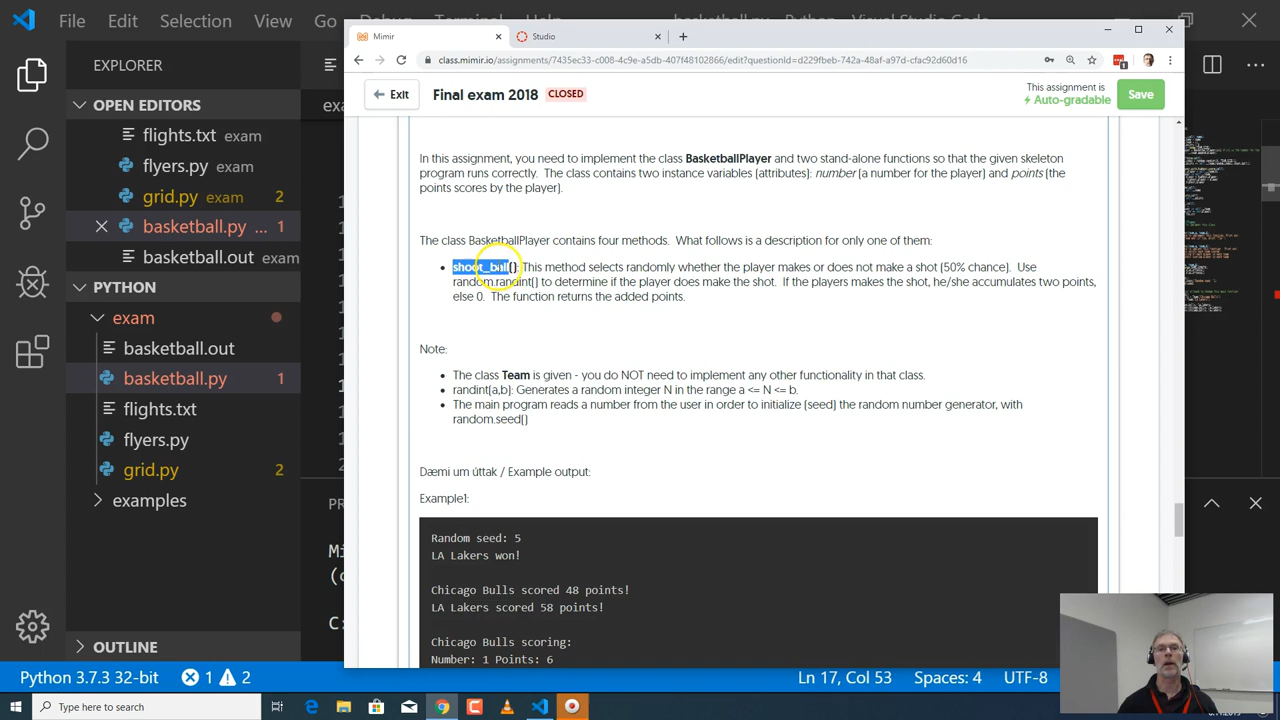 File Edit Selection View Go
EXPLORER
OPEN EDITORS
flights.txt exam
flyers.py exam
grid.py exam 2
basketball.py ... 1
basketball.out exam
PYTHON
exam
basketball.out
basketball.py 1
flights.txt
flyers.py
grid.py 2
examples
OUTLINE
Python 3.7.3 32-bit 1 2
Ln 17, Col 53 Spaces: 4 UTF-8
Mimir
Studio
class.mimir.io/assignments/7435ec33-c008-4c9e-a5db-407f48102866/edit?questionId=d229fbeb-742a-48af-a97d-cfac92d60d16
Exit Final exam 2018 CLOSED
This assignment is
Auto-gradable
Save
In this assignment, you need to implement the class BasketballPlayer and two stand-alone functions so that the given skeleton
program runs correctly. The class contains two instance variables (attributes): number (a number for the player) and points (the
points scores by the player).
The class BasketballPlayer contains four methods. What follows is a description for only one of them:
shoot_ball(): This method selects randomly whether the player makes or does not make a shot (50% chance). Use
random.randint() to determine if the player does make the shot. If the players makes the shot, he/she accumulates two points,
else 0. The function returns the added points.
Note:
The class Team is given - you do NOT need to implement any other functionality in that class.
randint(a,b): Generates a random integer N in the range a <= N <= b.
The main program reads a number from the user in order to initialize (seed) the random number generator, with
random.seed()
Dæmi um úttak / Example output:
Example1:
Random seed: 5
LA Lakers won!
Chicago Bulls scored 48 points!
LA Lakers scored 58 points!
Chicago Bulls scoring:
Number: 1 Points: 6
Type here to search